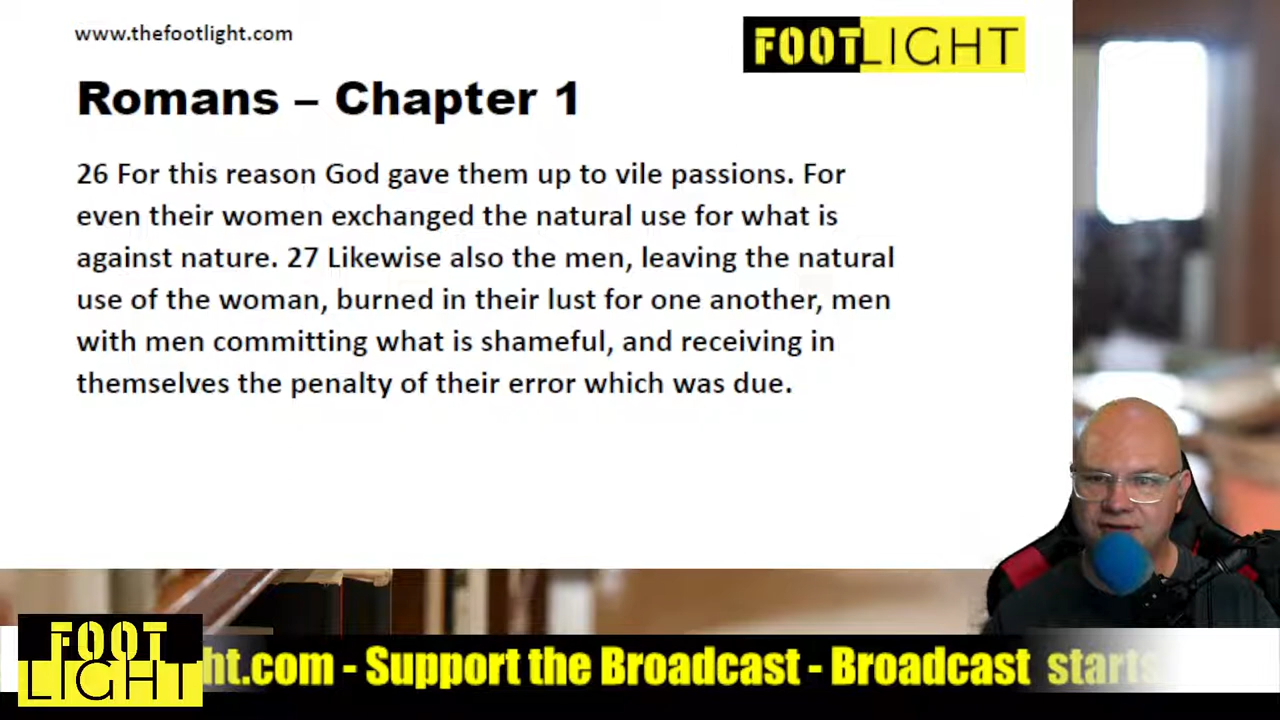 www.thefootlight.com
FOOTLIGHT
Romans – Chapter 1
26 For this reason God gave them up to vile passions. For
even their women exchanged the natural use for what is
against nature. 27 Likewise also the men, leaving the natural
use of the woman, burned in their lust for one another, men
with men committing what is shameful, and receiving in
themselves the penalty of their error which was due.
FOOT
LIGHT
ht.com - Support the Broadcast - Broadcast starts